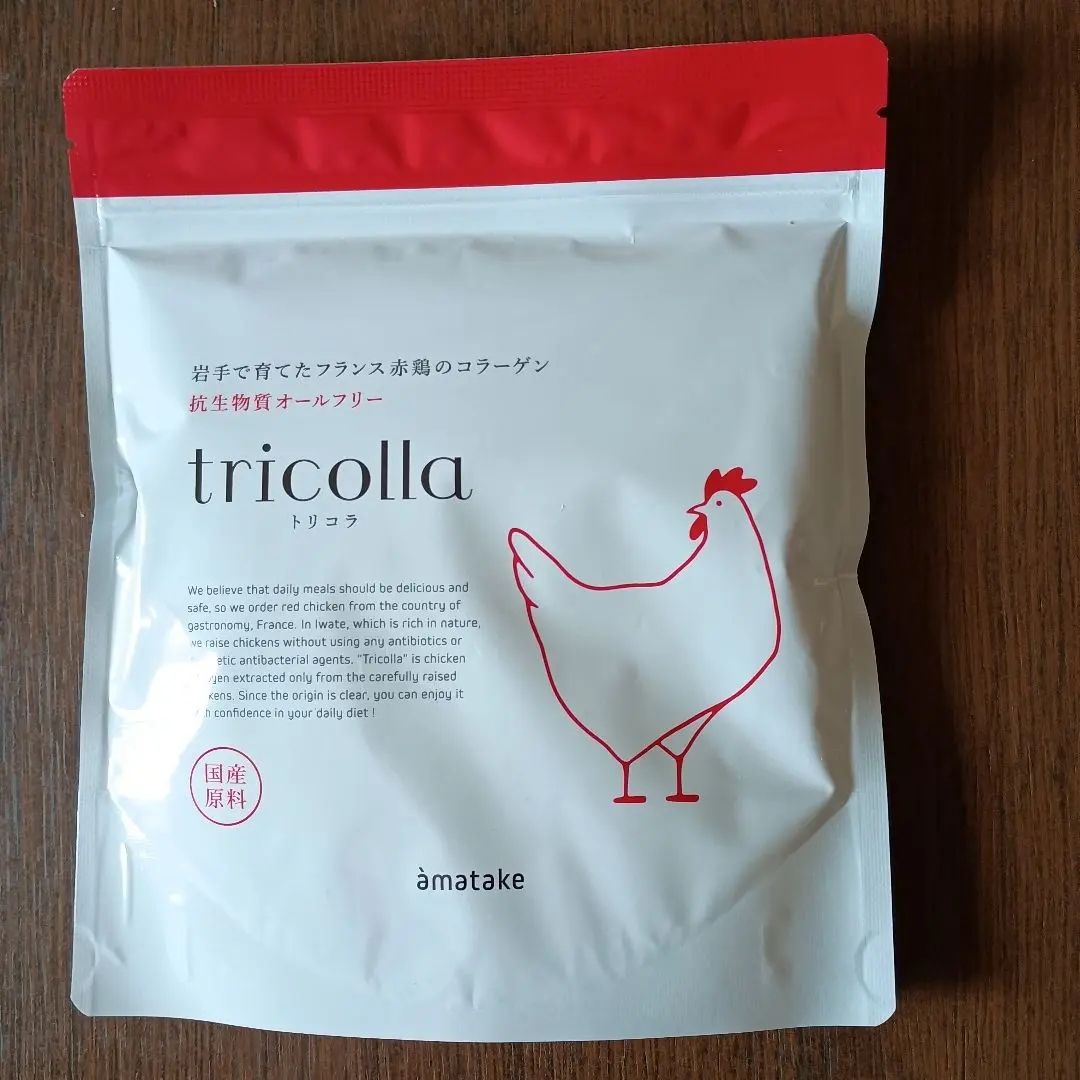 岩手で育てたフランス赤鶏のコラーゲン
抗生物質オールフリー
tricolla
トリコラ
We believe that daily meals should be delicious and
safe, so we order red chicken from the country of
gastronomy, France. In Iwate, which is rich in nature,
we raise chickens without using any antibiotics or
antibacterial agents. "Tricolla" is chicken
extracted only from the carefully raised
Since the origin is clear, you can enjoy it
confidence in your daily diet !
国産
原料
àmatake